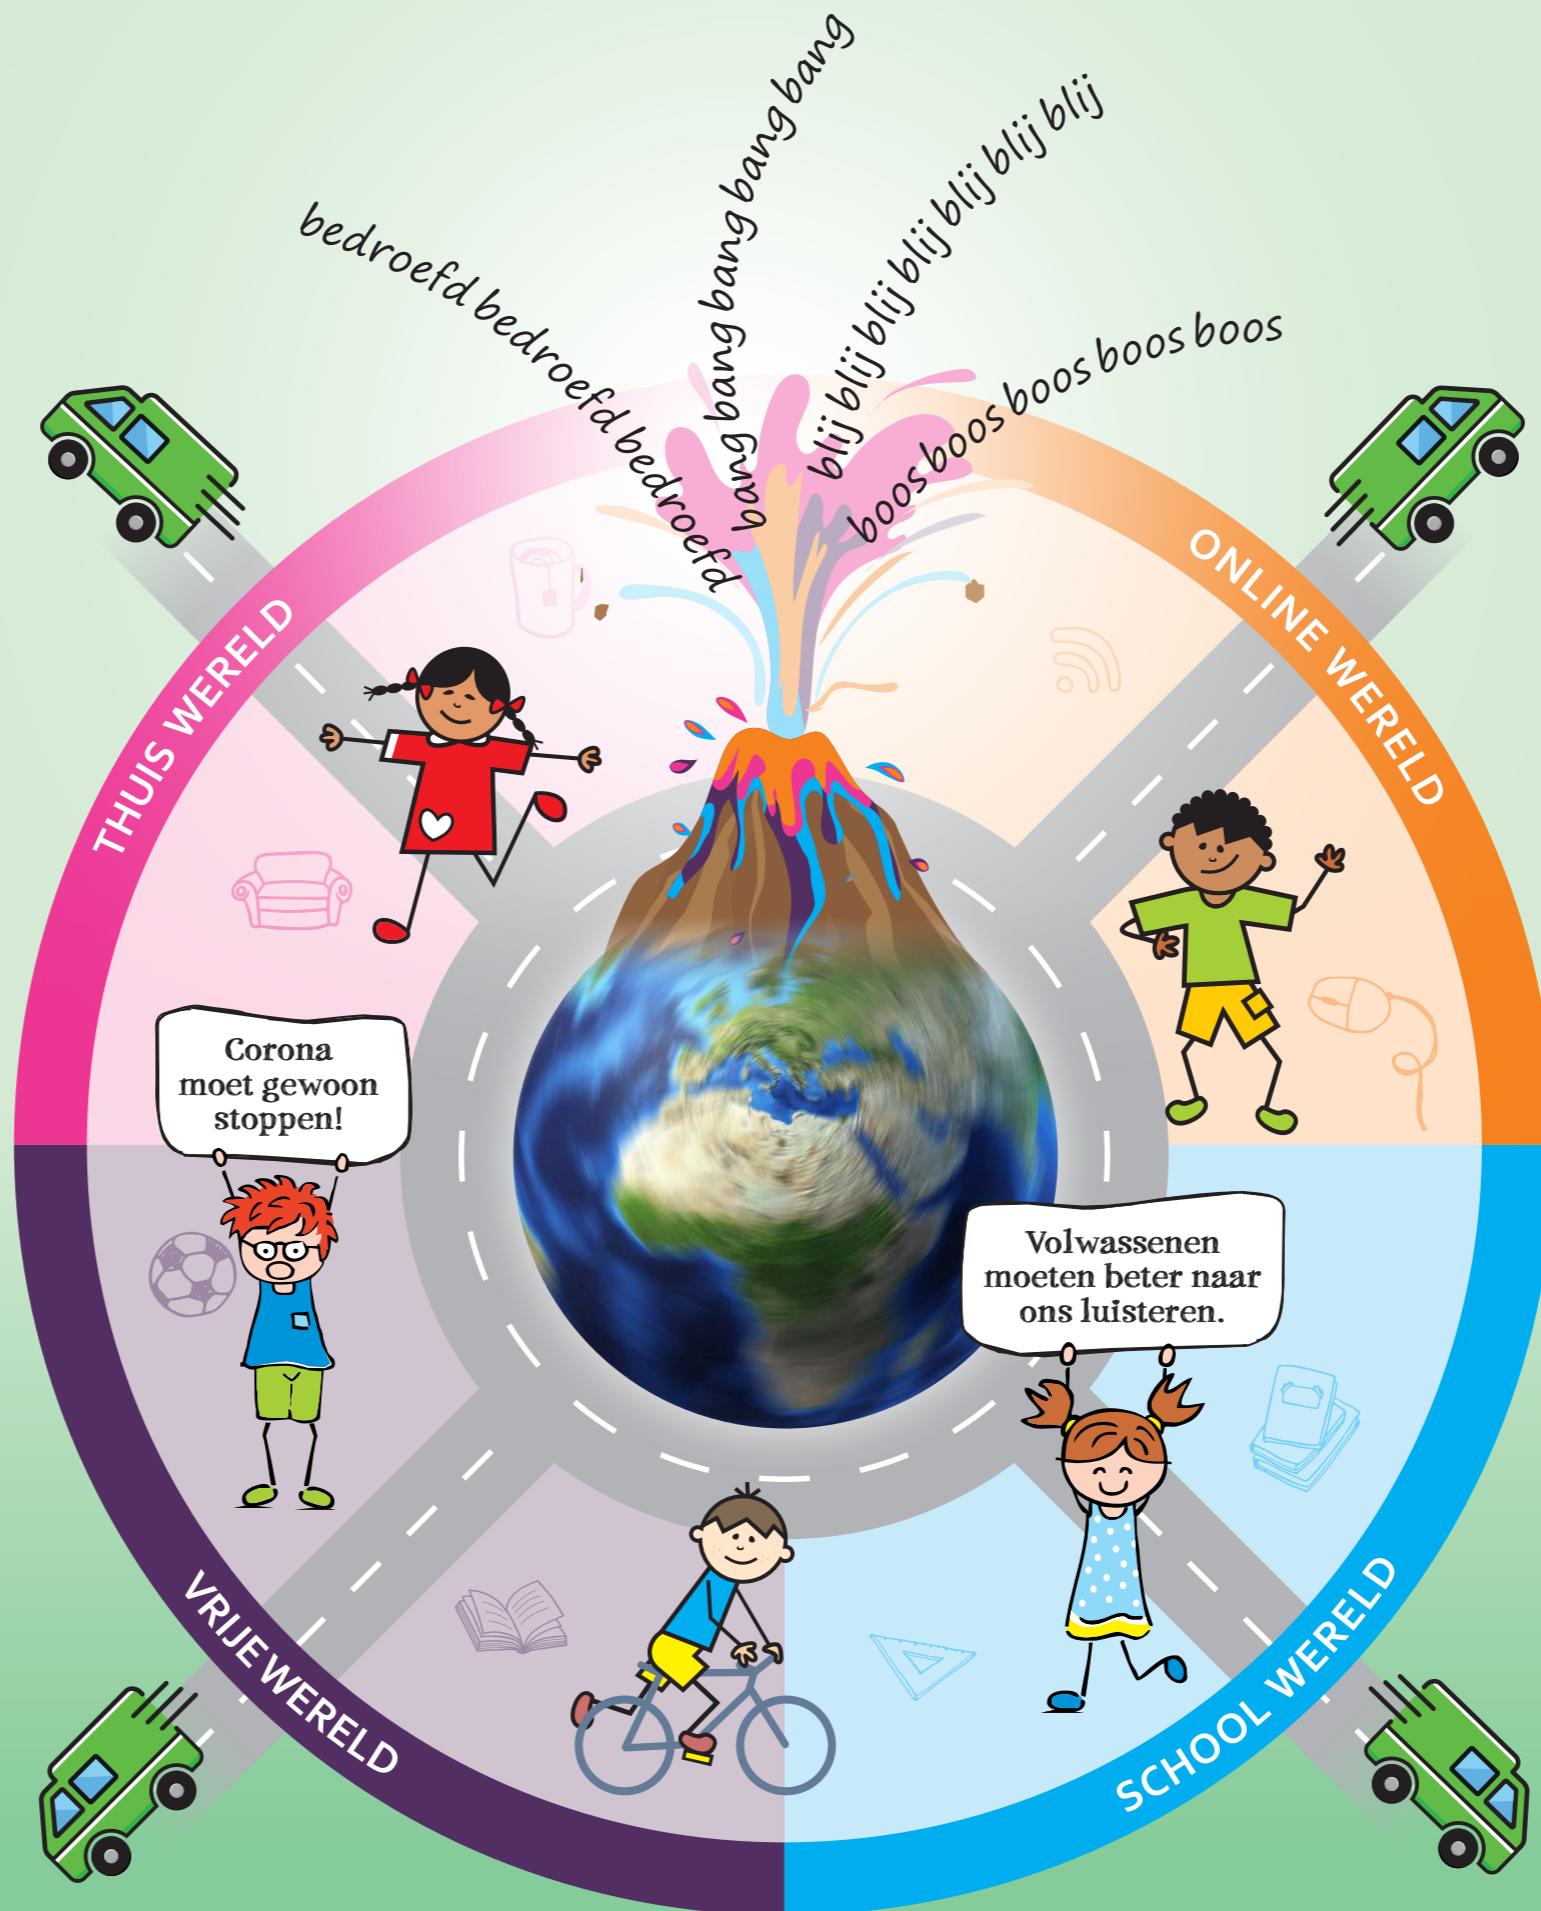 bedroefd bedroefd bedroefd bedroefd
bang bang bang bang bang bang
blij blij blij blij blij blij blij blij
boos boos boos boos boos
THUIS WERELD
ONLINE WERELD
Corona
moet gewoon
stoppen!
Volwassenen
moeten beter naar
ons luisteren.
VRIJE WERELD
SCHOOL WERELD